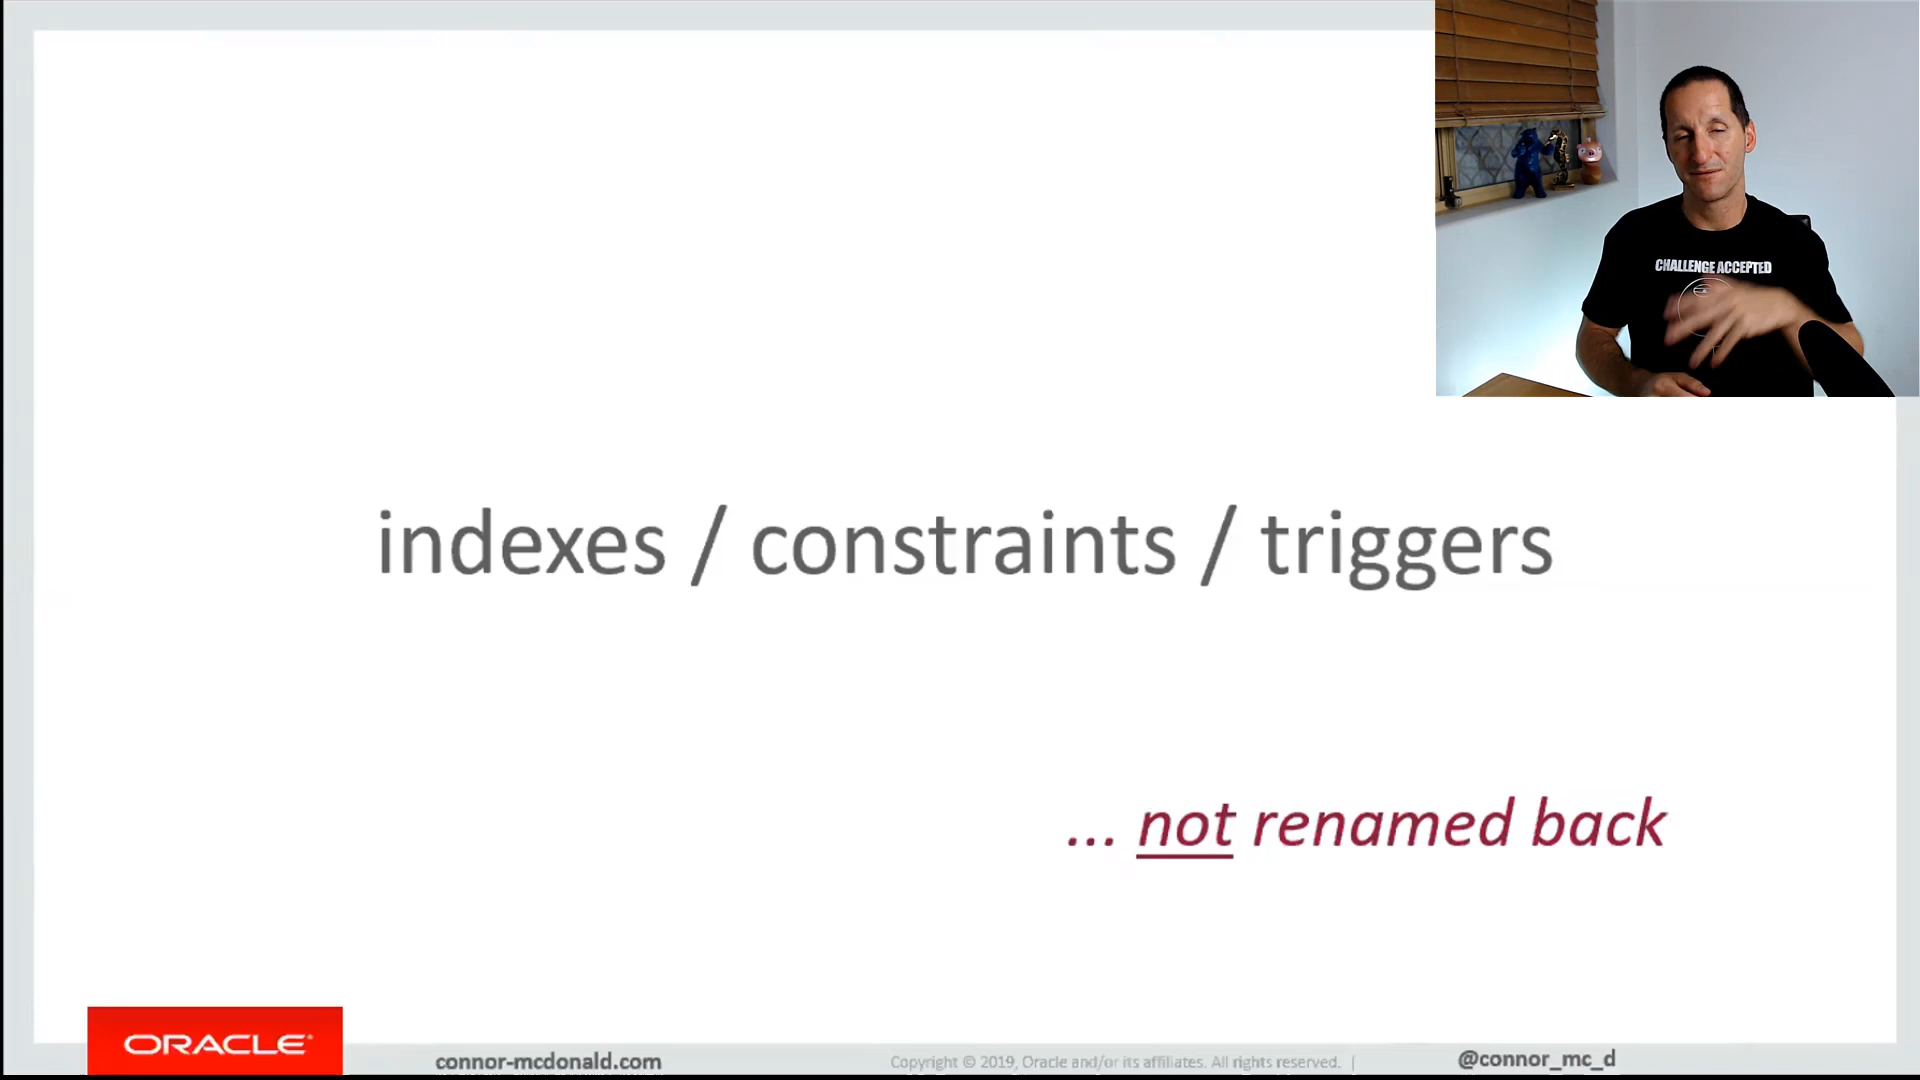 CHALLENGE ACCEPTED
indexes / constraints / triggers
... not renamed back
ORACLE
connor-mcdonald.com
Copyright © 2019, Oracle and/or its affiliates. All rights reserved. |
@connor_mc_d